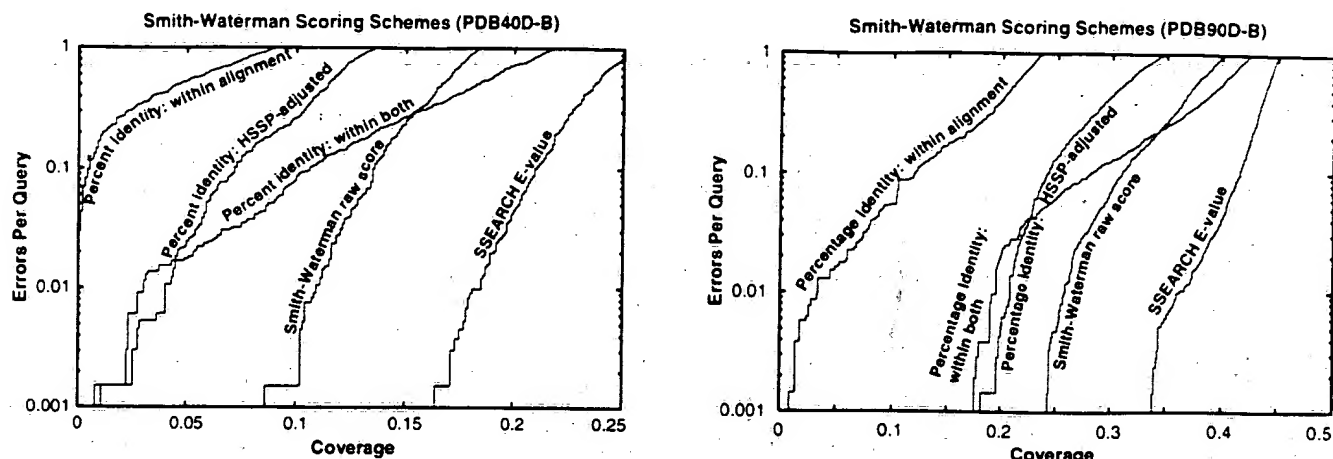 Smith-Waterman Scoring Schemes (PDB40D-B)
Errors Per Query
1
0.1
0.01
0.001
Percent Identity: within alignment
Percent Identity: HSSP-adjusted
Percent identity: within both
Smith-Waterman raw score
SSEARCH E-value
0
0.05
0.1
0.15
0.2
0.25
Coverage
Smith-Waterman Scoring Schemes (PDB90D-B)
Errors Per Query
1
0.1
0.01
0.001
Percentage Identity: within alignment
Percentage Identity:
within both
Percentage Identity: HSSP-adjusted
Smith-Waterman raw score
SSEARCH E-value
0
0.1
0.2
0.3
0.4
0.5
Coverage